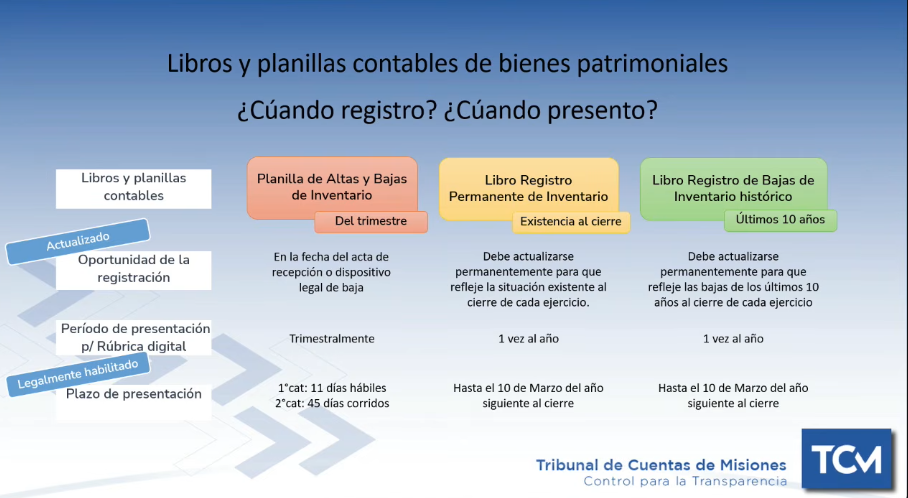 Libros y planillas contables de bienes patrimoniales
¿Cúando registro? ¿Cúando presento?
Libros y planillas
contables
Planilla de Altas y Bajas
de Inventario
Del trimestre
Libro Registro
Permanente de Inventario
Existencia al cierre
Libro Registro de Bajas de
Inventario histórico
Últimos 10 años
Actualizado
Oportunidad de la
registración
En la fecha del acta de
recepción o dispositivo
legal de baja
Debe actualizarse
permanentemente para que
refleje la situación existente al
cierre de cada ejercicio.
Debe actualizarse
permanentemente para que
refleje las bajas de los últimos 10
años al cierre de cada ejercicio
Período de presentación
p/ Rúbrica digital
Trimestralmente
1 vez al año
1 vez al año
Legalmente habilitado
Plazo de presentación
1°cat: 11 días hábiles
2°cat: 45 días corridos
Hasta el 10 de Marzo del año
siguiente al cierre
Hasta el 10 de Marzo del año
siguiente al cierre
Tribunal de Cuentas de Misiones
Control para la Transparencia
TCM